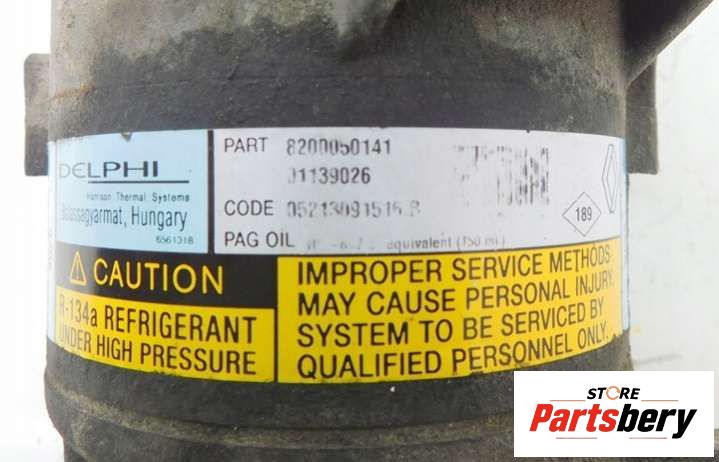 DELPHI
Harrison Thermal Systems
Balassagyarmat, Hungary
6561318
PART 8200050141
01139026
CODE
PAG OIL equivalent (150 ml)
189
CAUTION
R-134a REFRIGERANT
UNDER HIGH PRESSURE
IMPROPER SERVICE METHODS
MAY CAUSE PERSONAL INJURY.
SYSTEM TO BE SERVICED BY
QUALIFIED PERSONNEL ONLY.
STORE
Partsbery